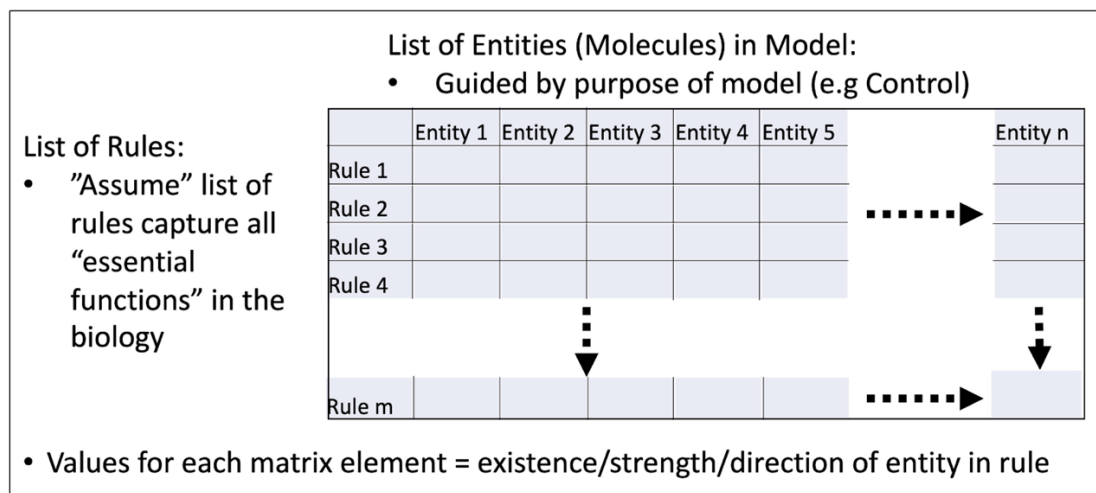 List of Entities (Molecules) in Model:
• Guided by purpose of model (e.g Control)
List of Rules:
• ”Assume” list of
rules capture all
“essential
functions” in the
biology
Entity 1 Entity 2 Entity 3 Entity 4 Entity 5 Entity n
Rule 1
Rule 2
Rule 3
Rule 4
Rule m
• Values for each matrix element = existence/strength/direction of entity in rule